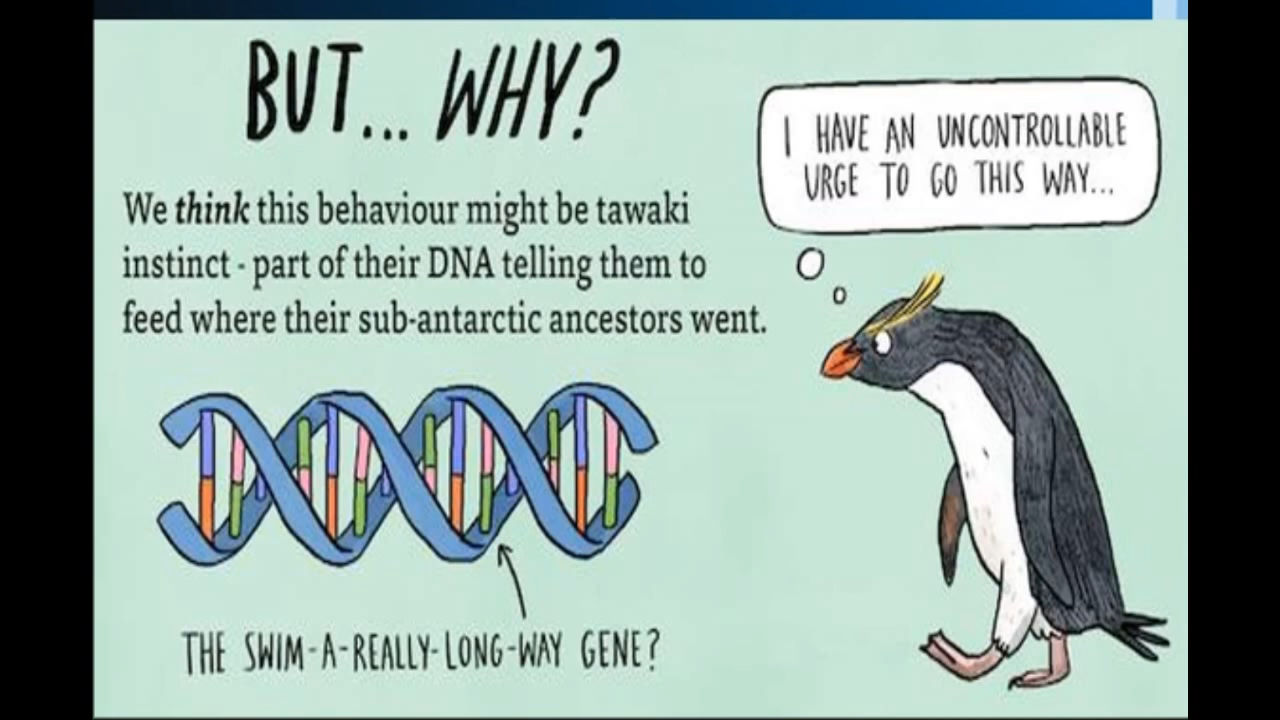 BUT... WHY?
I HAVE AN UNCONTROLLABLE
URGE TO GO THIS WAY...
We think this behaviour might be tawaki
instinct - part of their DNA telling them to
feed where their sub-antarctic ancestors went.
THE SWIM-A-REALLY-LONG-WAY GENE?